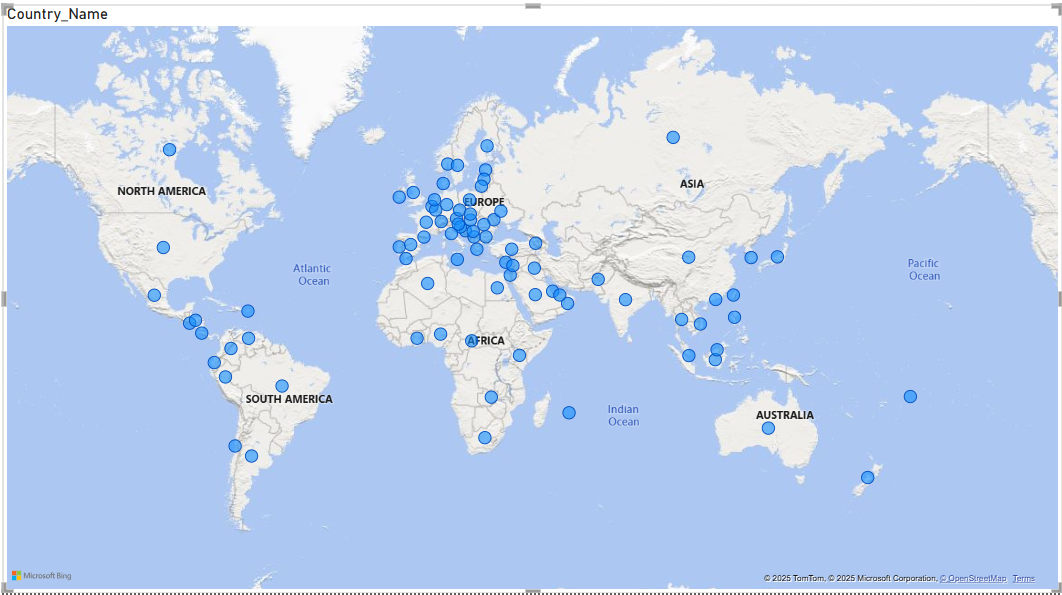 Country_Name
NORTH AMERICA
EUROPE
ASIA
Atlantic
Ocean
Pacific
Ocean
AFRICA
SOUTH AMERICA
Indian
Ocean
AUSTRALIA
Microsoft Bing
© 2025 TomTom, © 2025 Microsoft Corporation, © OpenStreetMap Terms